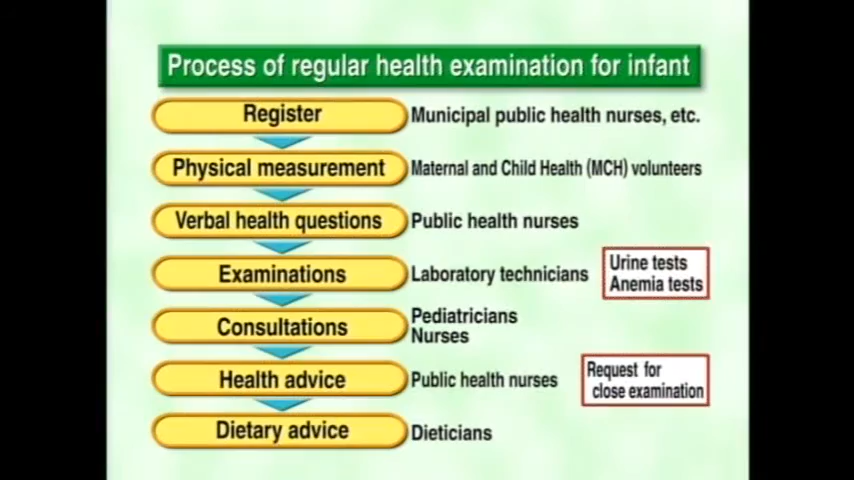 Process of regular health examination for infant
Register
Municipal public health nurses, etc.
Physical measurement
Maternal and Child Health (MCH) volunteers
Verbal health questions
Public health nurses
Examinations
Laboratory technicians
Urine tests
Anemia tests
Consultations
Pediatricians
Nurses
Health advice
Public health nurses
Request for
close examination
Dietary advice
Dieticians